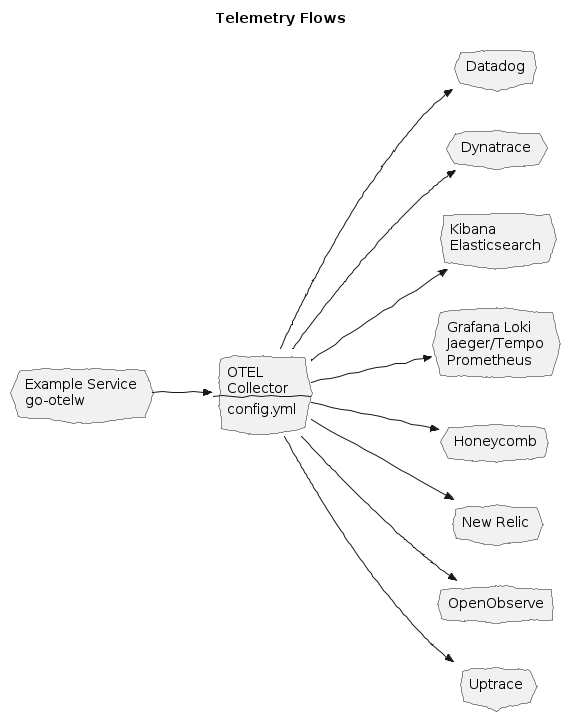 Telemetry Flows
Datadog
Dynatrace
Kibana
Elasticsearch
Grafana Loki
Jaeger/Tempo
Prometheus
Example Service
go-otelw
OTEL
Collector
config.yml
Honeycomb
New Relic
OpenObserve
Uptrace